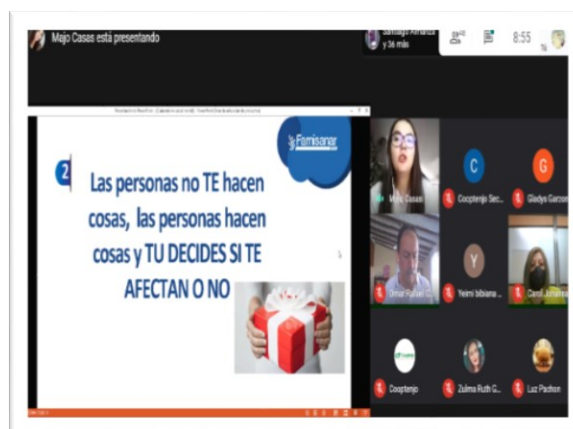 Majo Casas está presentando
Santiago Almanza
y 36 más
8:55
Tú
Famisanar
2
Las personas no TE hacen
cosas, las personas hacen
cosas y TU DECIDES SI TE
AFECTAN O NO
Majo Casas
C
Cooptenjo Sec...
G
Gladys Garzon
Omar Rafael G...
Y
Yeimi bibiana ...
Carol Johanna
Cooptenjo
Zulma Ruth G...
Luz Pachon